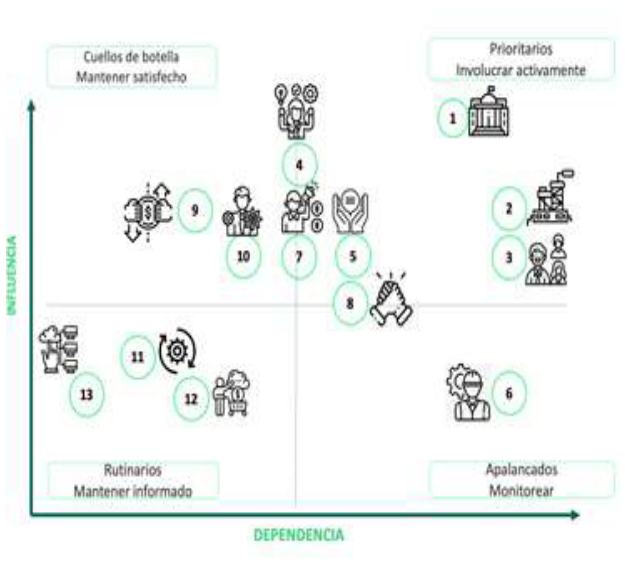 Cuellos de botella
Mantener satisfecho
Prioritarios
Involucrar activamente
1
4
2
9
10
7
5
3
8
11
13
12
6
INFLUENCIA
Rutinarios
Mantener informado
Apalancados
Monitorear
DEPENDENCIA